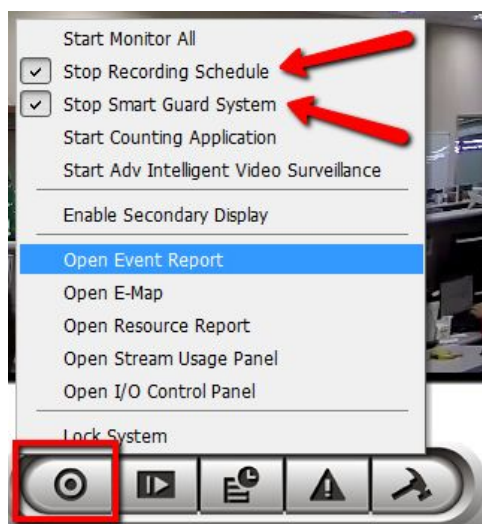 Start Monitor All
Stop Recording Schedule
Stop Smart Guard System
Start Counting Application
Start Adv Intelligent Video Surveillance
Enable Secondary Display
Open Event Report
Open E-Map
Open Resource Report
Open Stream Usage Panel
Open I/O Control Panel
Lock System